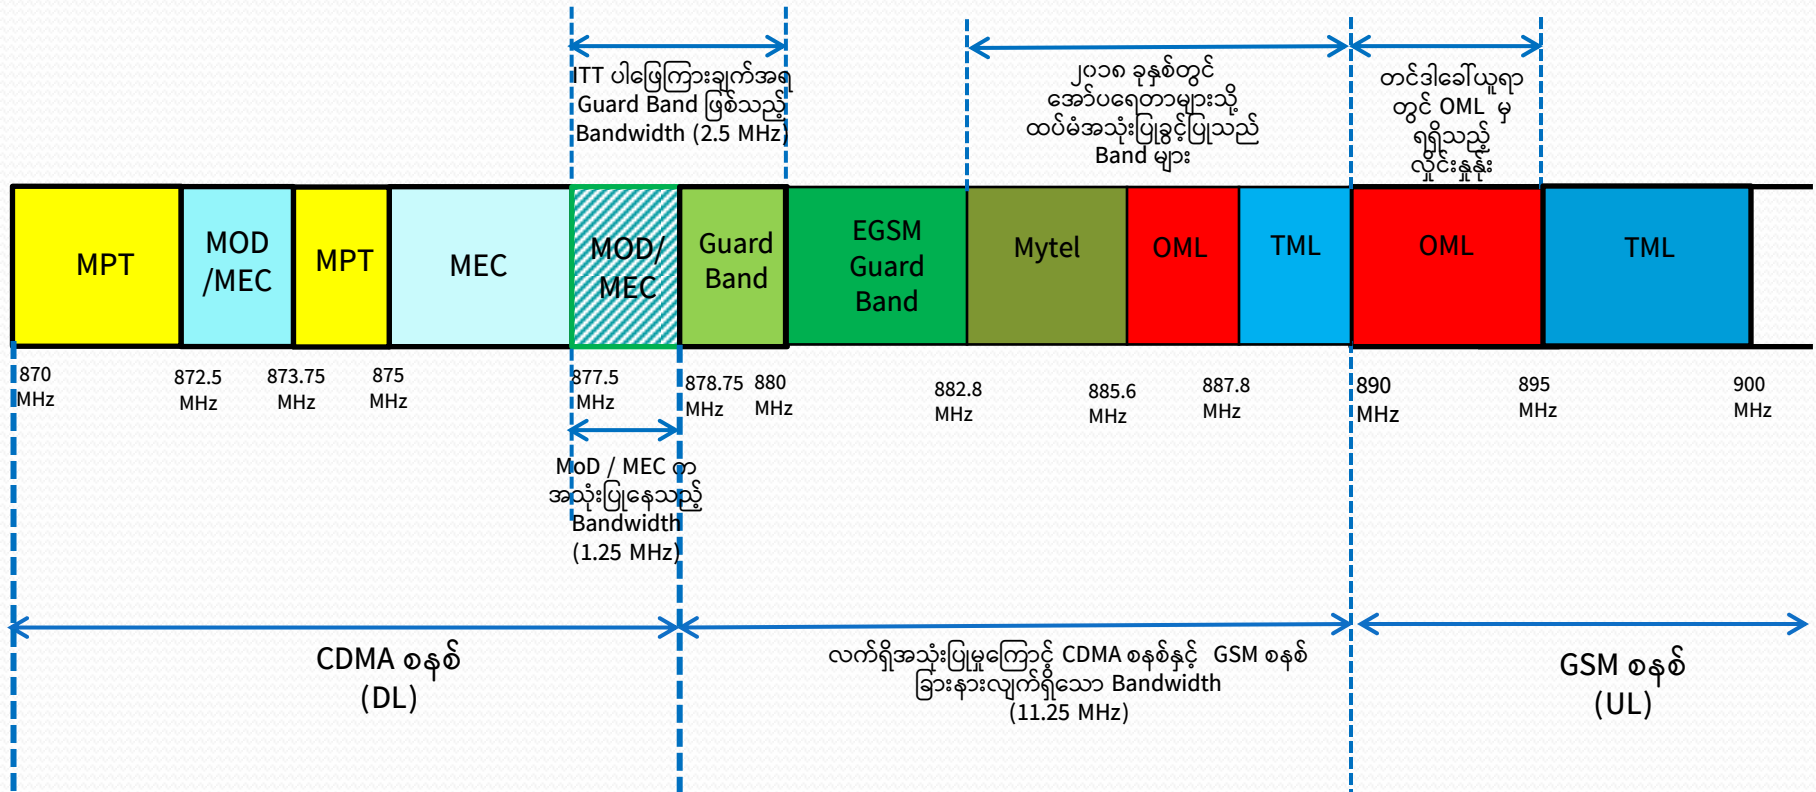 ITT ပါဖြေကြားချက်အရ
Guard Band ဖြစ်သည့်
Bandwidth (2.5 MHz)
၂၀၁၈ ခုနှစ်တွင်
အော်ပရေတာများသို့
ထပ်မံအသုံးပြုခွင့်ပြုသည်
Band များ
တင်ဒါခေါ်ယူရာ
တွင် OML မှ
ရရှိသည့်
လှိုင်းနှုန်း
MPT
MOD
/MEC
MPT
MEC
MOD/
MEC
Guard
Band
EGSM
Guard
Band
Mytel
OML
TML
OML
TML
870
MHz
872.5
MHz
873.75
MHz
875
MHz
877.5
MHz
878.75
MHz
880
MHz
882.8
MHz
885.6
MHz
887.8
MHz
890
MHz
895
MHz
900
MHz
MoD / MEC က
အသုံးပြုနေသည့်
Bandwidth
(1.25 MHz)
CDMA စနစ်
(DL)
လက်ရှိအသုံးပြုမှုကြောင့် CDMA စနစ်နှင့် GSM စနစ်
ခြားနားလျက်ရှိသော Bandwidth
(11.25 MHz)
GSM စနစ်
(UL)